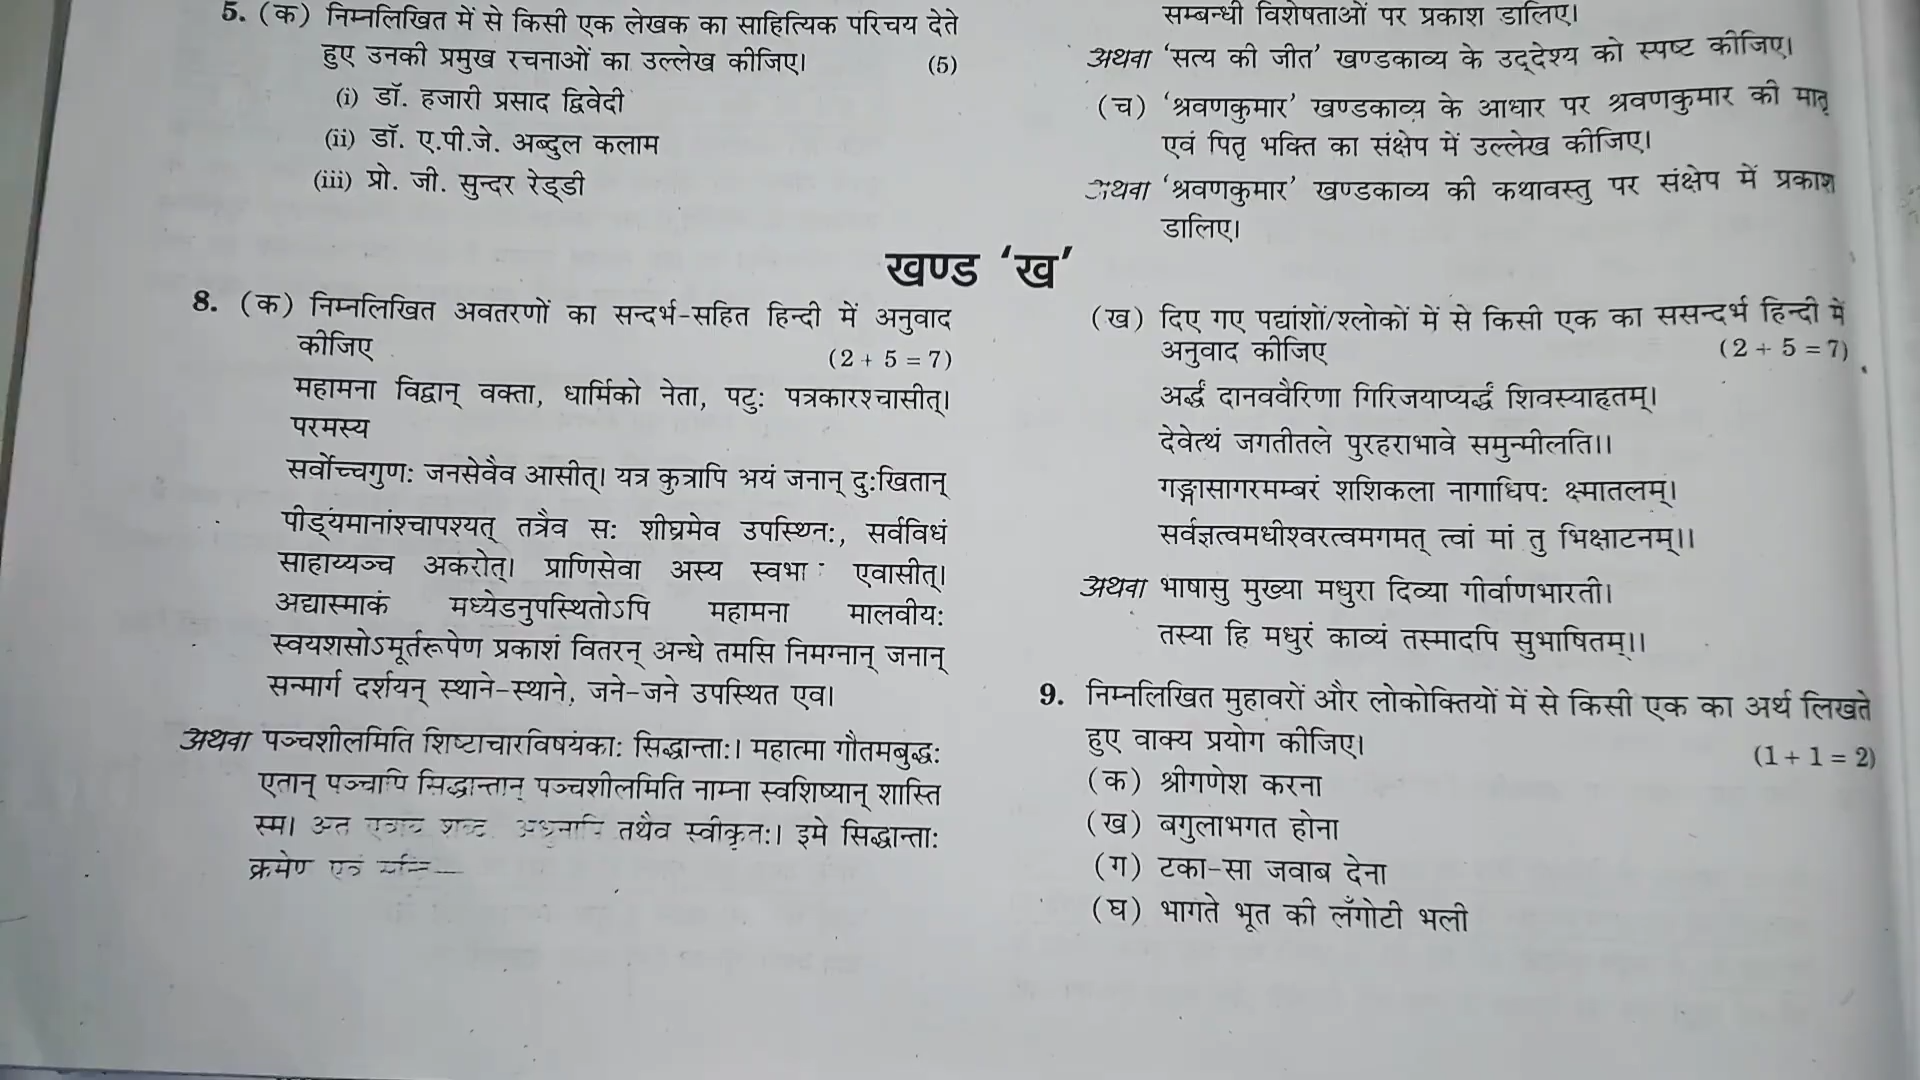 5. (क) निम्नलिखित में से किसी एक लेखक का साहित्यिक परिचय देते
हुए उनकी प्रमुख रचनाओं का उल्लेख कीजिए। (5)
(i) डॉ. हजारी प्रसाद द्विवेदी
(ii) डॉ. ए.पी.जे. अब्दुल कलाम
(iii) प्रो. जी. सुन्दर रेड्डी
सम्बन्धी विशेषताओं पर प्रकाश डालिए।
अथवा ‘सत्य की जीत’ खण्डकाव्य के उद्देश्य को स्पष्ट कीजिए।
(च) ‘श्रवणकुमार’ खण्डकाव्य के आधार पर श्रवणकुमार की मातृ
एवं पितृ भक्ति का संक्षेप में उल्लेख कीजिए।
अथवा ‘श्रवणकुमार’ खण्डकाव्य की कथावस्तु पर संक्षेप में प्रकाश
डालिए।
खण्ड ‘ख’
8. (क) निम्नलिखित अवतरणों का सन्दर्भ-सहित हिन्दी में अनुवाद
कीजिए (2 + 5 = 7)
महामना विद्वान् वक्ता, धार्मिको नेता, पटुः पत्रकारश्चासीत्।
परमस्य
सर्वोच्चगुणः जनसेवैव आसीत्। यत्र कुत्रापि अयं जनान् दुःखितान्
पीड्यमानांश्चापश्यत् तत्रैव सः शीघ्रमेव उपस्थितः, सर्वविधं
साहाय्यञ्च अकरोत्। प्राणिसेवा अस्य एवासीत्।
अद्यास्माकं मध्येडनुपस्थितोऽपि महामना मालवीयः
स्वयशसोऽमूर्तरूपेण प्रकाशं वितरन् अन्धे तमसि निमग्नान् जनान्
सन्मार्ग दर्शयन् स्थाने-स्थाने, जने-जने उपस्थित एव।
अथवा पञ्चशीलमिति शिष्टाचारविषयकाः सिद्धान्ताः। महात्मा गौतमबुद्धः
एतान् पञ्चापि सिद्धान्तान् पञ्चशीलमिति नाम्ना स्वशिष्यान् शास्ति
स्म। तथैव स्वीकृतः। इमे सिद्धान्ताः
क्रमेण
(ख) दिए गए पद्यांशों/श्लोकों में से किसी एक का ससन्दर्भ हिन्दी में
अनुवाद कीजिए (2 + 5 = 7)
अर्द्धं दानववैरिणा गिरिजयाप्यर्द्धं शिवस्याहृतम्।
देवेत्थं जगतीतले पुरहराभावे समुन्मीलति।।
गङ्गासागरमम्बरं शशिकला नागाधिपः क्ष्मातलम्।
सर्वज्ञत्वमधीश्वरत्वमगमत् त्वां मां तु भिक्षाटनम्।।
अथवा भाषासु मुख्या मधुरा दिव्या गीर्वाणभारती।
तस्या हि मधुरं काव्यं तस्मादपि सुभाषितम्।।
9. निम्नलिखित मुहावरों और लोकोक्तियों में से किसी एक का अर्थ लिखते
हुए वाक्य प्रयोग कीजिए। (1 + 1 = 2)
(क) श्रीगणेश करना
(ख) बगुलाभगत होना
(ग) टका-सा जवाब देना
(घ) भागते भूत की लँगोटी भली